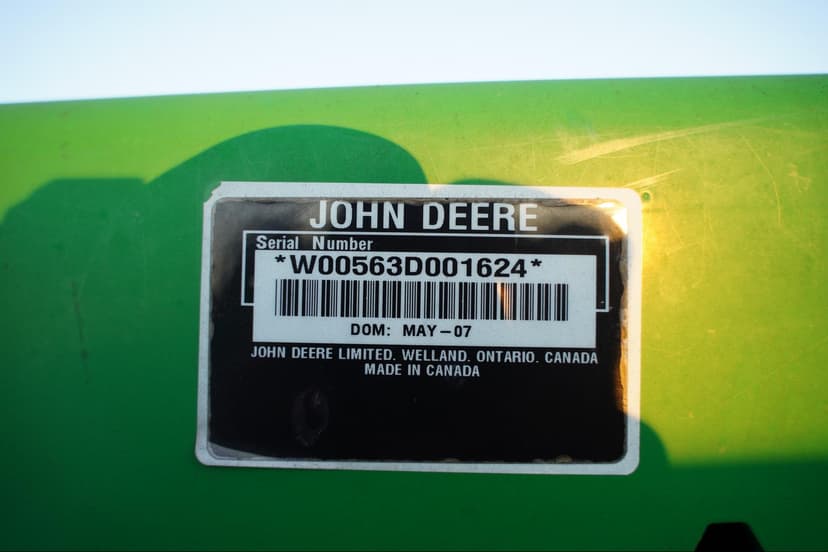 JOHN DEERE
Serial Number
*W00563D001624*
DOM: MAY-07
JOHN DEERE LIMITED. WELLAND. ONTARIO. CANADA
MADE IN CANADA